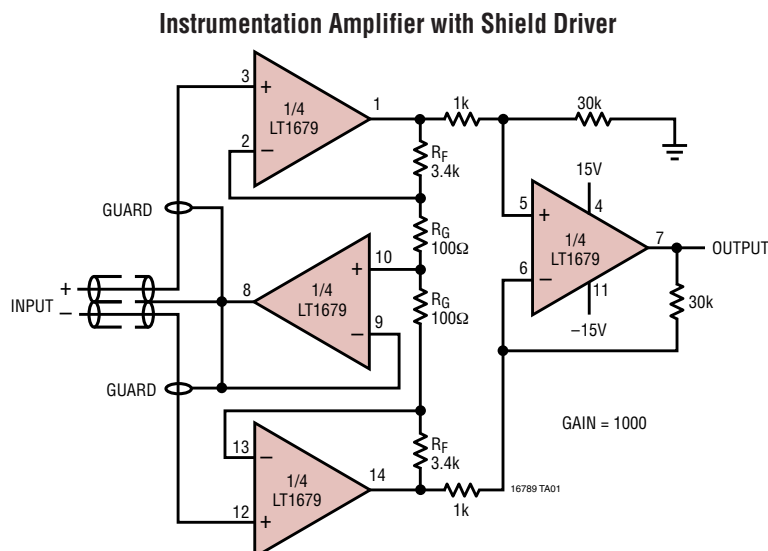 Instrumentation Amplifier with Shield Driver
3
+
1/4
LT1679
2
–
1
1k
30k
RF
3.4k
GUARD
RG
100Ω
15V
4
5
+
1/4
LT1679
7
OUTPUT
6
–
11
–15V
30k
10
+
1/4
LT1679
8
9
–
RG
100Ω
INPUT
+
–
GUARD
GAIN = 1000
13
–
1/4
LT1679
14
12
+
RF
3.4k
1k
16789 TA01